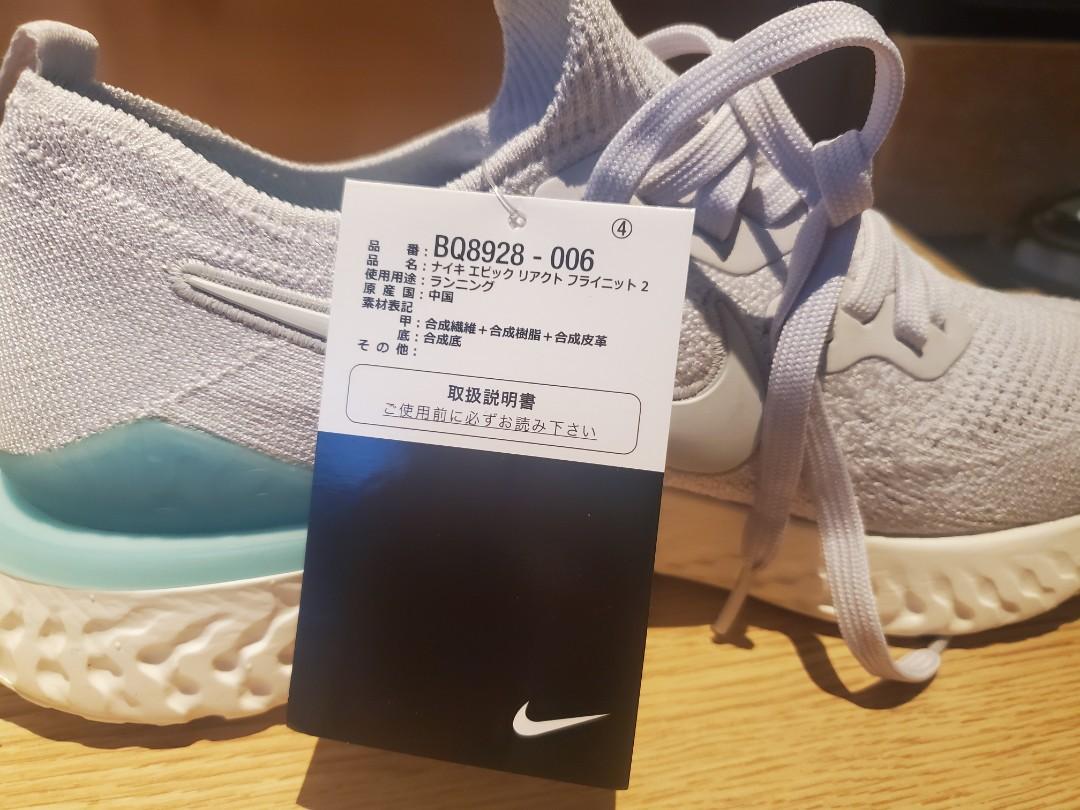 ④
品 番：BQ8928 - 006
品 名：ナイキ エピック リアクト フライニット 2
使用用途：ランニング
原 産 国：中国
素材表記
甲：合成繊維＋合成樹脂＋合成皮革
底：合成底
そ の 他：
取扱説明書
ご使用前に必ずお読み下さい